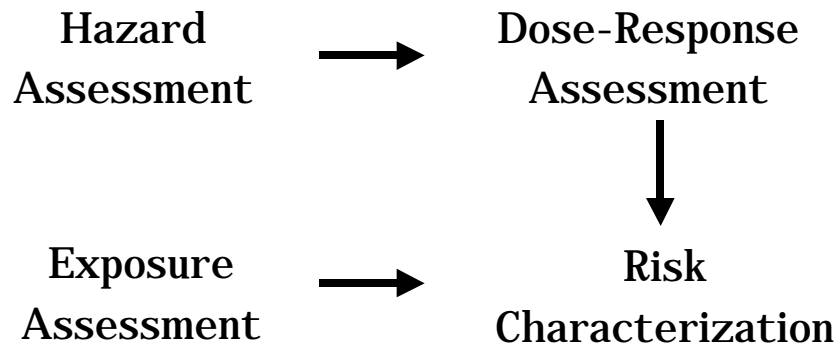 Hazard
Assessment
Dose-Response
Assessment
Exposure
Assessment
Risk
Characterization